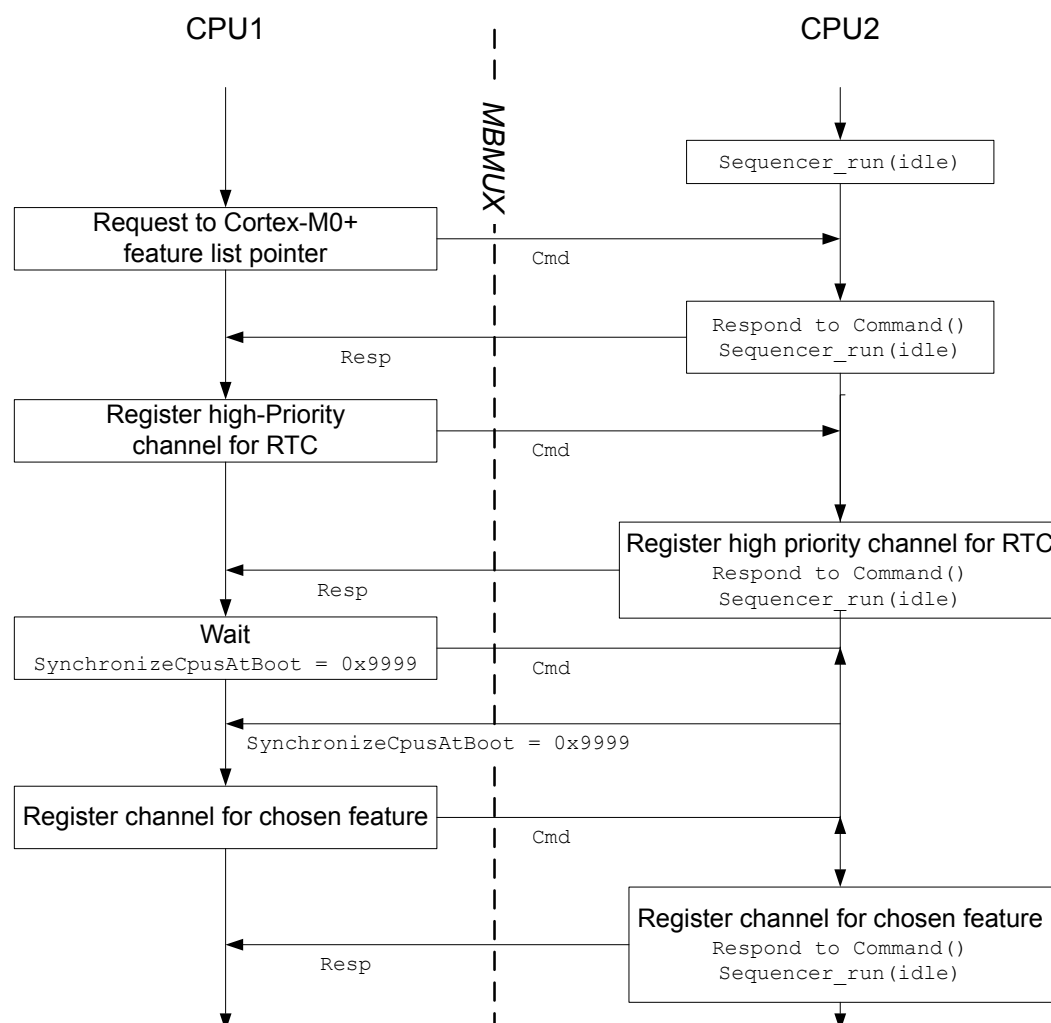 CPU1
CPU2
MBMUX
Sequencer_run(idle)
Request to Cortex-M0+
feature list pointer
Cmd
Respond to Command()
Sequencer_run(idle)
Resp
Register high-Priority
channel for RTC
Cmd
Register high priority channel for RTC
Respond to Command()
Sequencer_run(idle)
Resp
Wait
SynchronizeCpusAtBoot = 0x9999
Cmd
SynchronizeCpusAtBoot = 0x9999
Register channel for chosen feature
Cmd
Register channel for chosen feature
Respond to Command()
Sequencer_run(idle)
Resp